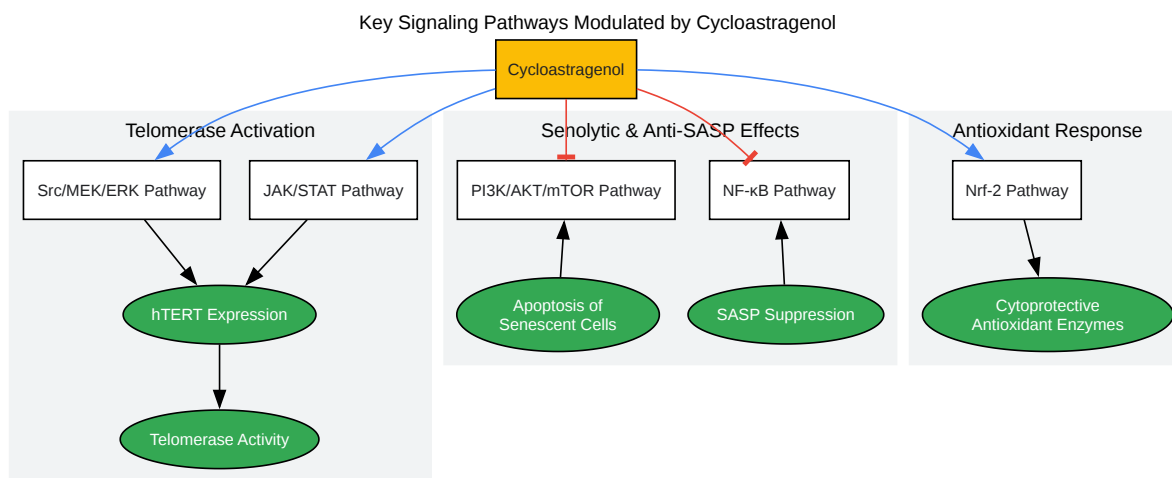 Key Signaling Pathways Modulated by Cycloastragenol
Cycloastragenol
Telomerase Activation
Senolytic & Anti-SASP Effects
Antioxidant Response
Src/MEK/ERK Pathway
JAK/STAT Pathway
PI3K/AKT/mTOR Pathway
NF-κB Pathway
Nrf-2 Pathway
hTERT Expression
Apoptosis of
Senescent Cells
SASP Suppression
Cytoprotective
Antioxidant Enzymes
Telomerase Activity